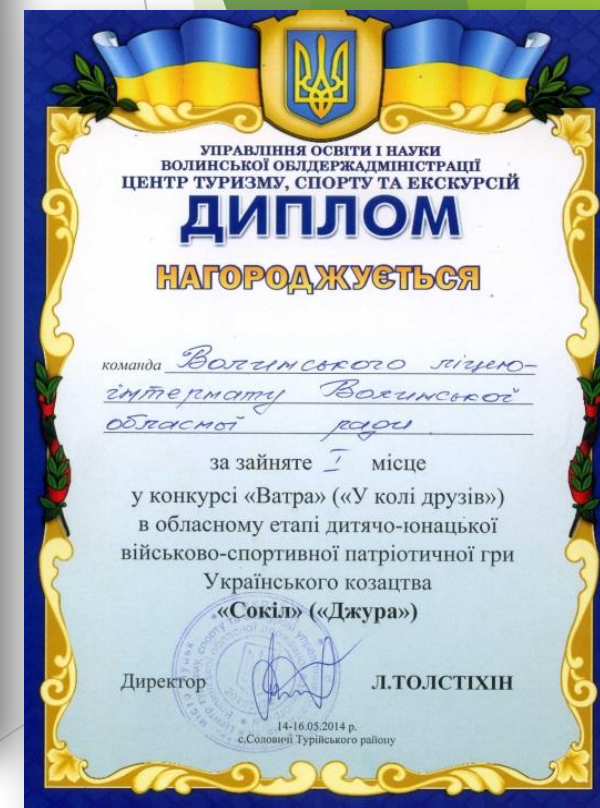 УПРАВЛІННЯ ОСВІТИ І НАУКИ
ВОЛИНСЬКОЇ ОБЛДЕРЖАДМІНІСТРАЦІЇ
ЦЕНТР ТУРИЗМУ, СПОРТУ ТА ЕКСКУРСІЙ
ДИПЛОМ
НАГОРОДЖУЄТЬСЯ
команда Волинського ліцею-
інтернату Волинської
обласної ради
за зайняте І місце
у конкурсі «Ватра» («У колі друзів»)
в обласному етапі дитячо-юнацької
військово-спортивної патріотичної гри
Українського козацтва
«Сокіл» («Джура»)
Директор Л.ТОЛСТІХІН
14-16.05.2014 р.
с.Соловичі Турійського району